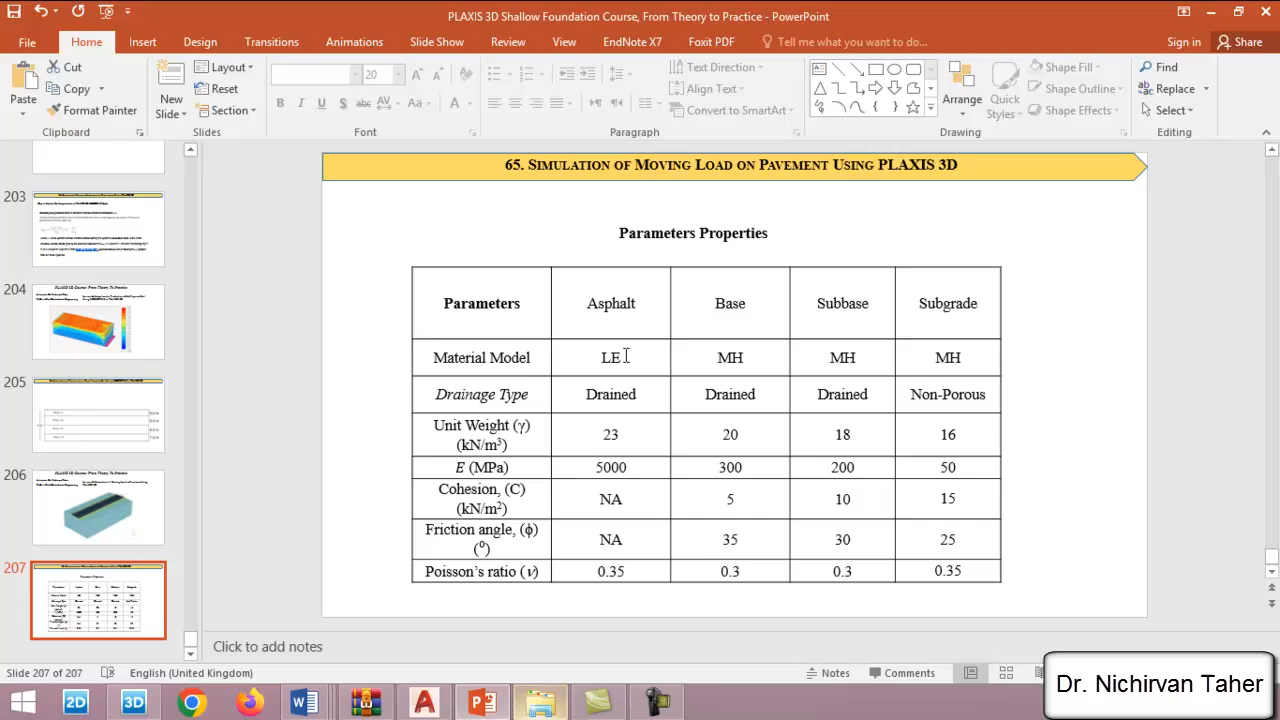 PLAXIS 3D Shallow Foundation Course, From Theory to Practice - PowerPoint
File Home Insert Design Transitions Animations Slide Show Review View EndNote X7 Foxit PDF Tell me what you want to do... Sign in Share
Paste
Cut
Copy
Format Painter
Clipboard
New Slide
Layout
Reset
Section
Slides
20
B I U S abc AV Aa A
Font
Text Direction
Align Text
Convert to SmartArt
Paragraph
Arrange
Quick Styles
Shape Fill
Shape Outline
Shape Effects
Drawing
Find
Replace
Select
Editing
203
204
205
206
207
65. SIMULATION OF MOVING LOAD ON PAVEMENT USING PLAXIS 3D
Parameters Properties
Parameters Asphalt Base Subbase Subgrade
Material Model LE MH MH MH
Drainage Type Drained Drained Drained Non-Porous
Unit Weight (γ) (kN/m³) 23 20 18 16
E (MPa) 5000 300 200 50
Cohesion, (C) (kN/m²) NA 5 10 15
Friction angle, (ϕ) (⁰) NA 35 30 25
Poisson's ratio (ν) 0.35 0.3 0.3 0.35
Click to add notes
Slide 207 of 207 English (United Kingdom) Notes Comments
2D 3D
Dr. Nichirvan Taher